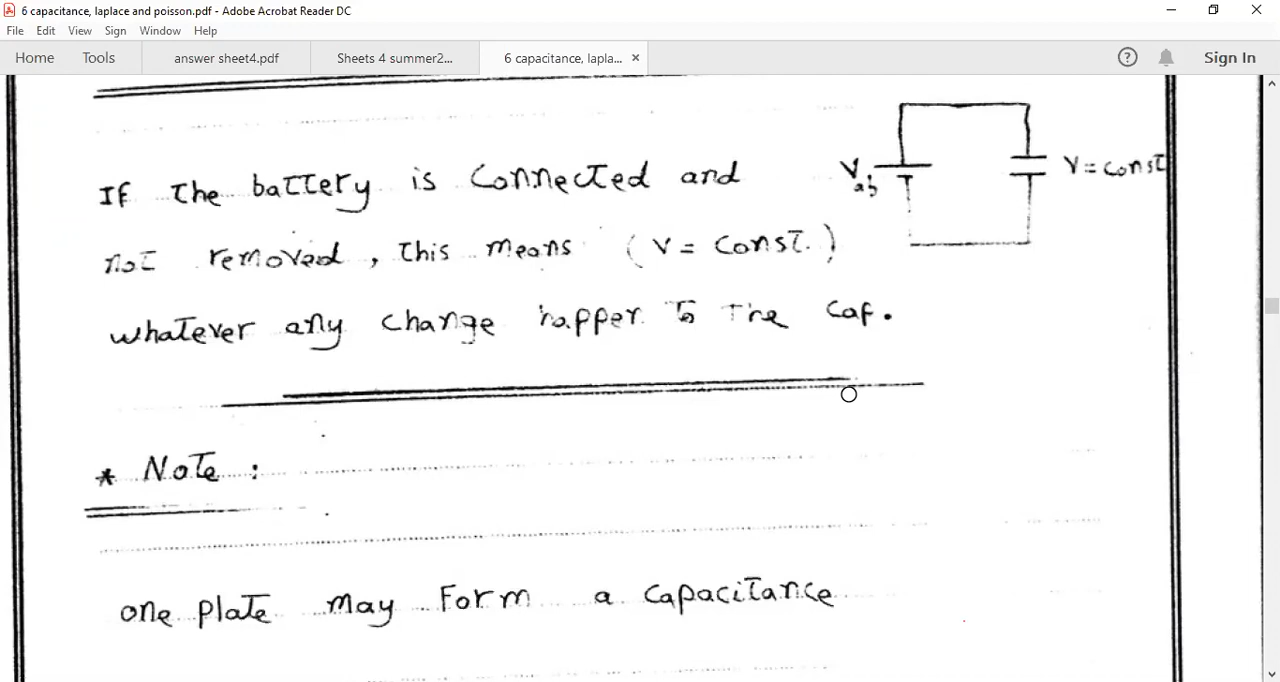 6 capacitance, laplace and poisson.pdf - Adobe Acrobat Reader DC
File Edit View Sign Window Help
Home Tools answer sheet4.pdf Sheets 4 summr2... 6 capacitance, lapla... × ? Sign In
If The battery is Connected and
not removed, this means (V = Const.)
whatever any change happen to the Cap.
Vab V = const
* Note :
one plate may Form a capacitance